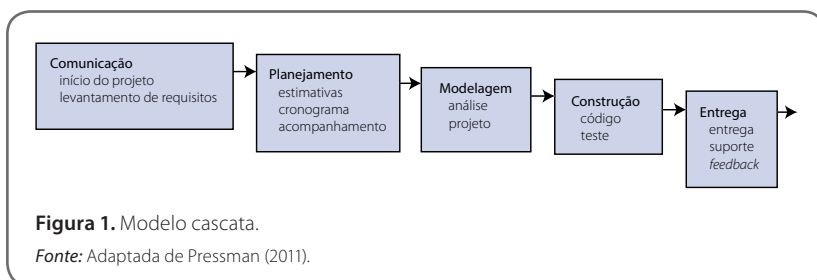 Comunicação
início do projeto
levantamento de requisitos
Planejamento
estimativas
cronograma
acompanhamento
Modelagem
análise
projeto
Construção
código
teste
Entrega
entrega
suporte
feedback
Figura 1. Modelo cascata.
Fonte: Adaptada de Pressman (2011).